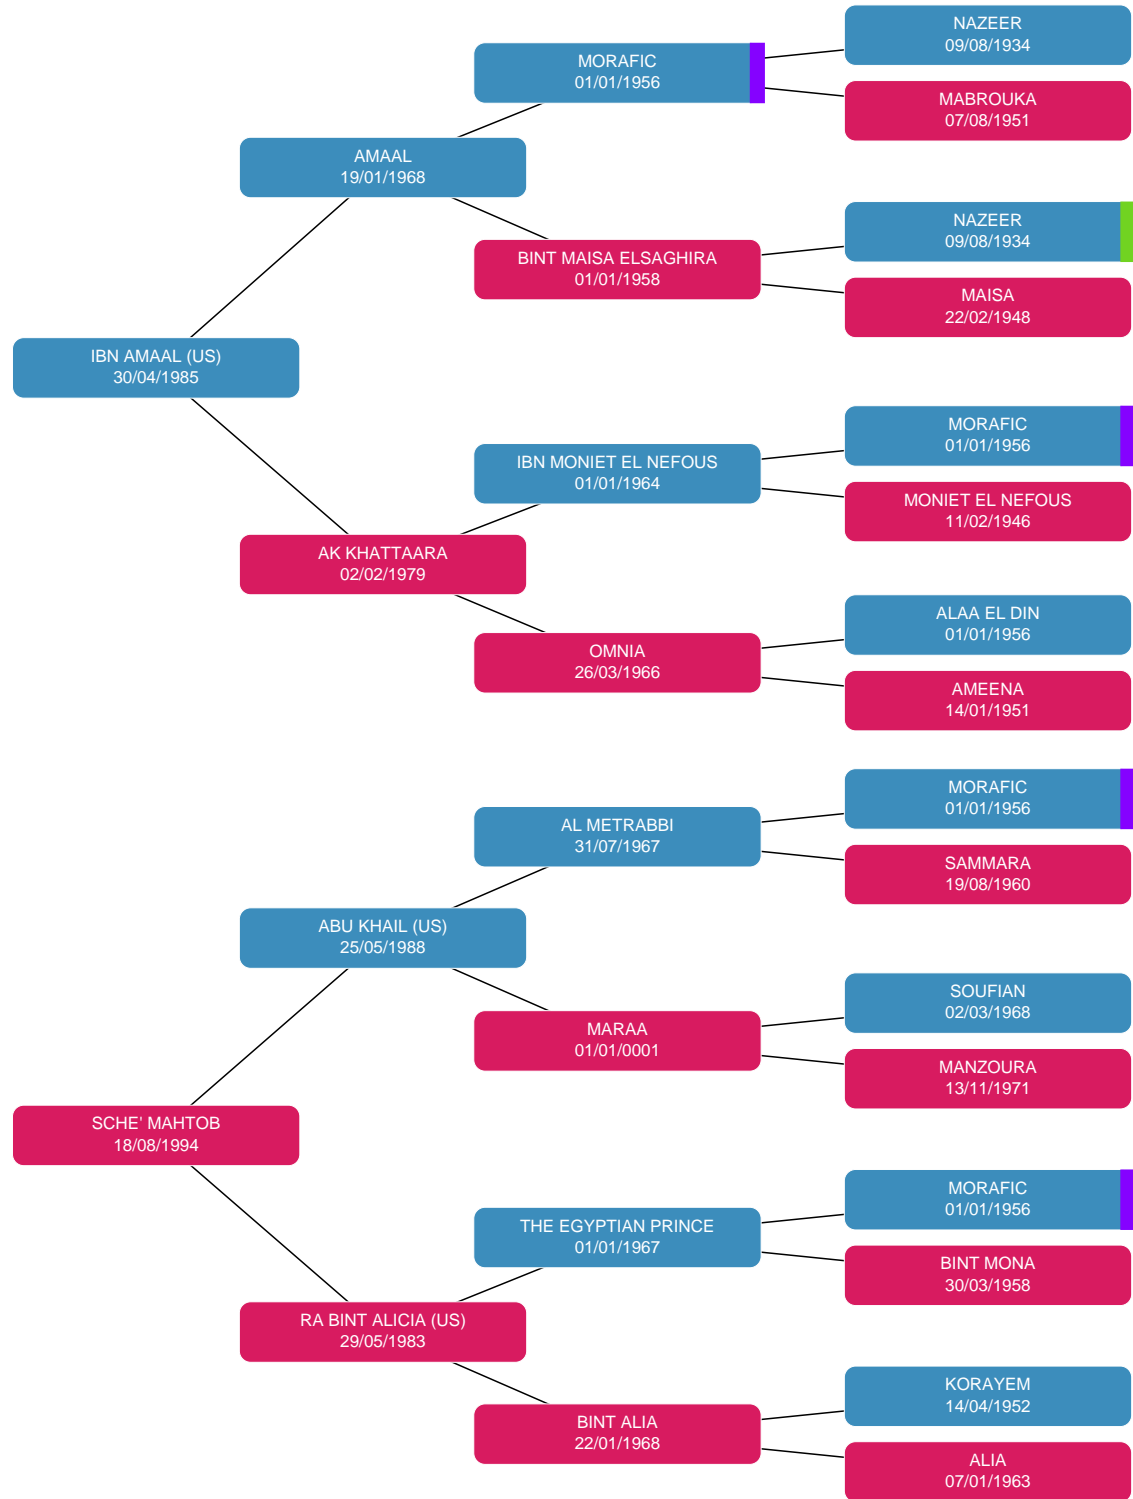 NAZEER
09/08/1934
MORAFIC
01/01/1956
MABROUKA
07/08/1951
AMAAL
19/01/1968
NAZEER
09/08/1934
BINT MAISA ELSAGHIRA
01/01/1958
MAISA
22/02/1948
IBN AMAAL (US)
30/04/1985
MORAFIC
01/01/1956
IBN MONIET EL NEFOUS
01/01/1964
MONIET EL NEFOUS
11/02/1946
AK KHATTAARA
02/02/1979
ALAA EL DIN
01/01/1956
OMNIA
26/03/1966
AMEENA
14/01/1951
MORAFIC
01/01/1956
AL METRABBI
31/07/1967
SAMMARA
19/08/1960
ABU KHAIL (US)
25/05/1988
SOUFIAN
02/03/1968
MARAA
01/01/0001
MANZOURA
13/11/1971
SCHE' MAHTOB
18/08/1994
MORAFIC
01/01/1956
THE EGYPTIAN PRINCE
01/01/1967
BINT MONA
30/03/1958
RA BINT ALICIA (US)
29/05/1983
KORAYEM
14/04/1952
BINT ALIA
22/01/1968
ALIA
07/01/1963